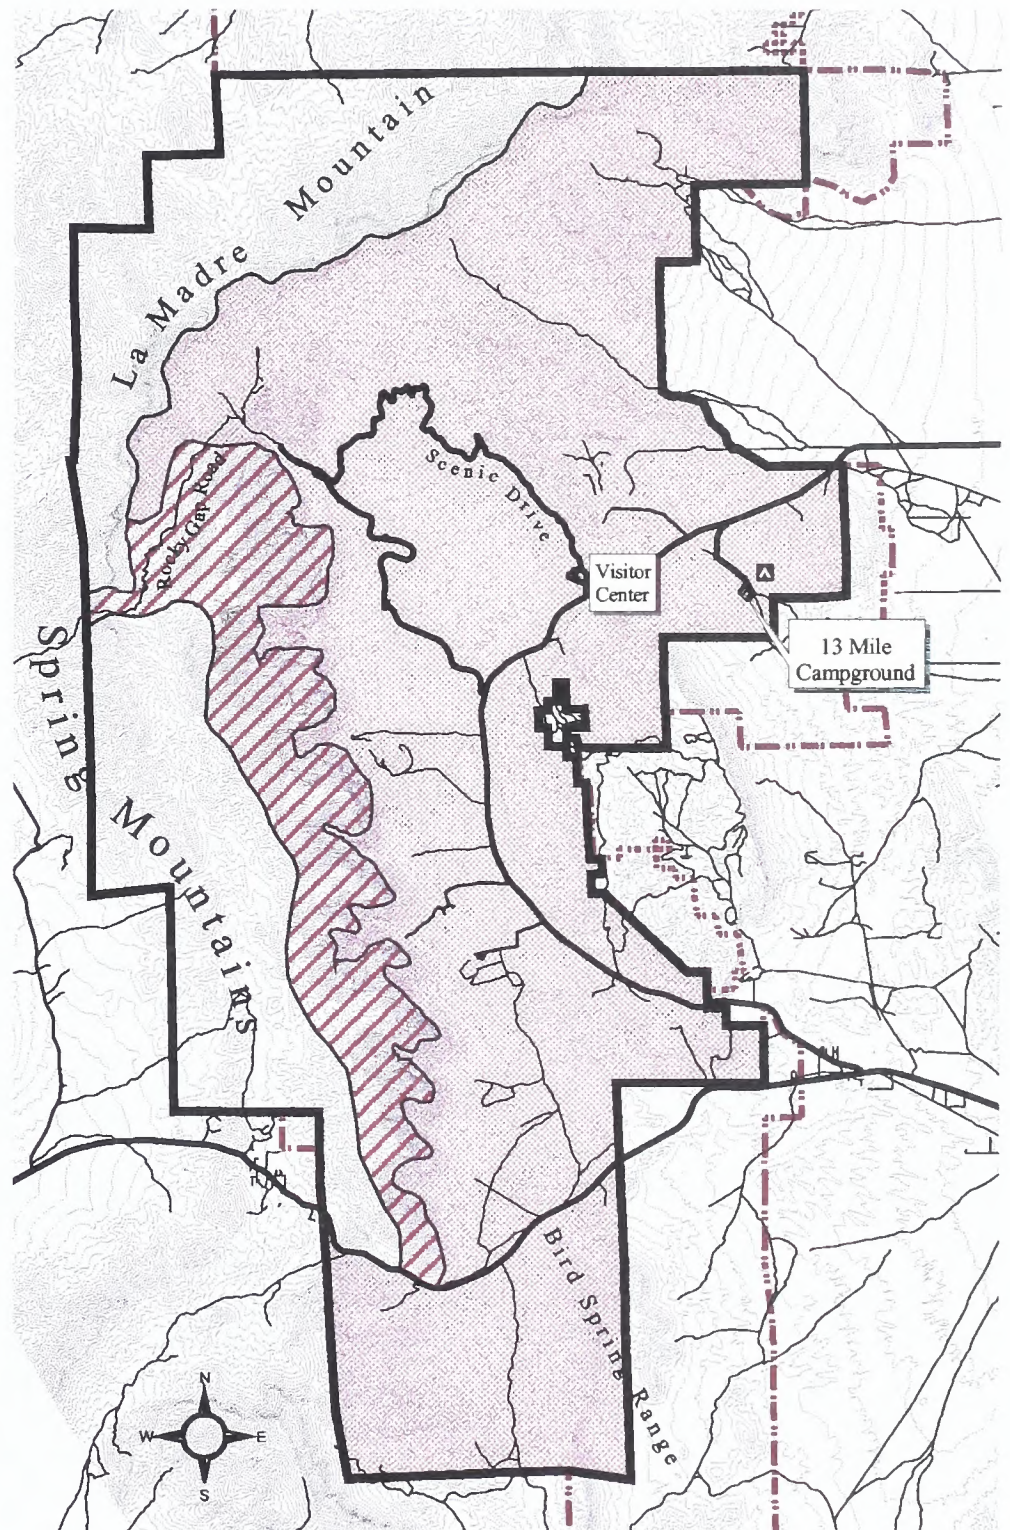 La Madre Mountain
Rocky Gap Road
Scenic Drive
Visitor
Center
13 Mile
Campground
Spring Mountains
Bird Spring Range
N
W
E
S